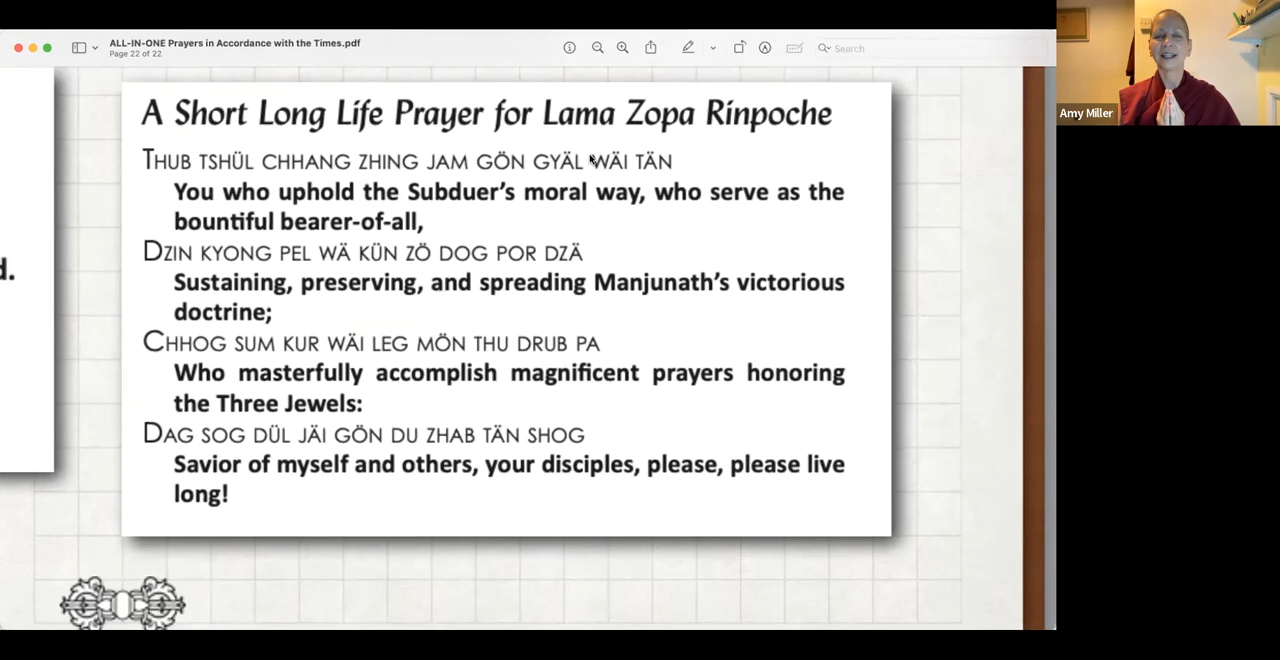 ALL-IN-ONE Prayers in Accordance with the Times.pdf
Page 22 of 22
Search
Amy Miller
d.
A Short Long Life Prayer for Lama Zopa Rinpoche
THUB TSHÜL CHHANG ZHING JAM GÖN GYÄL WÄI TÄN
You who uphold the Subduer's moral way, who serve as the
bountiful bearer-of-all,
DZIN KYONG PEL WÄ KÜN ZÖ DOG POR DZÄ
Sustaining, preserving, and spreading Manjunath's victorious
doctrine;
CHHOG SUM KUR WÄI LEG MÖN THU DRUB PA
Who masterfully accomplish magnificent prayers honoring
the Three Jewels:
DAG SOG DÜL JÄI GÖN DU ZHAB TÄN SHOG
Savior of myself and others, your disciples, please, please live
long!